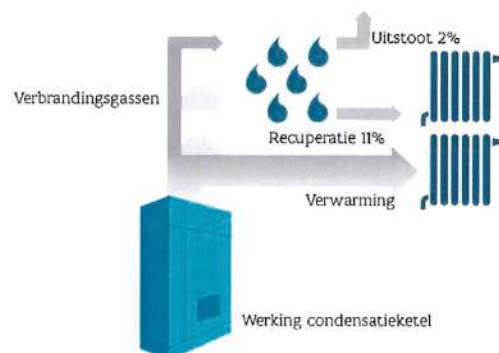 Uitstoot 2%
Verbrandingsgassen
Recuperatie 11%
Verwarming
Werking condensatieketel